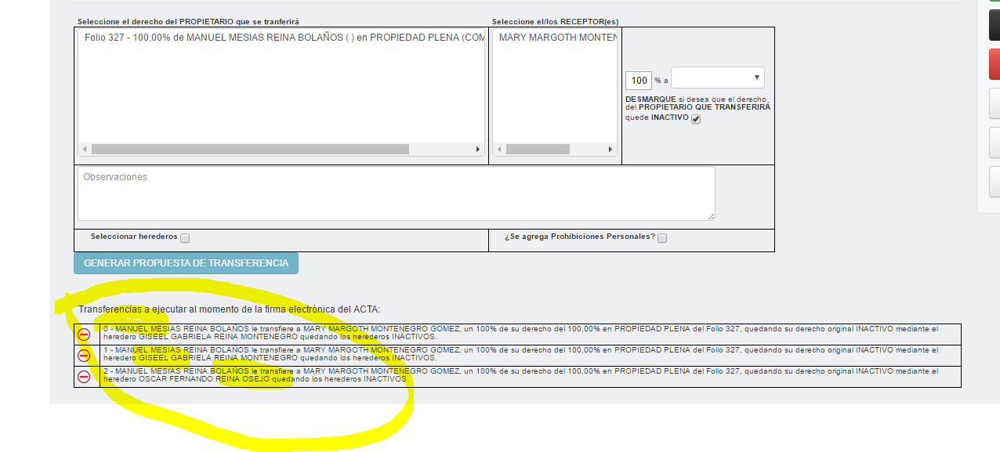 Seleccione el derecho del PROPIETARIO que se tranferirá
Seleccione el/los RECEPTOR(es)
Folio 327 - 100,00% de MANUEL MESIAS REINA BOLAÑOS ( ) en PROPIEDAD PLENA (COM
MARY MARGOTH MONTEN
100 % a
DESMARQUE si desea que el derecho
del PROPIETARIO QUE TRANSFERIRÁ
quede INACTIVO
Observaciones
Seleccionar herederos
¿Se agrega Prohibiciones Personales?
GENERAR PROPUESTA DE TRANSFERENCIA
Transferencias a ejecutar al momento de la firma electrónica del ACTA:
0 - MANUEL MESIAS REINA BOLAÑOS le transfiere a MARY MARGOTH MONTENEGRO GOMEZ, un 100% de su derecho del 100,00% en PROPIEDAD PLENA del Folio 327, quedando su derecho original INACTIVO mediante el
heredero GISEEL GABRIELA REINA MONTENEGRO quedando los herederos INACTIVOS.
1 - MANUEL MESIAS REINA BOLAÑOS le transfiere a MARY MARGOTH MONTENEGRO GOMEZ, un 100% de su derecho del 100,00% en PROPIEDAD PLENA del Folio 327, quedando su derecho original INACTIVO mediante el
heredero GISEEL GABRIELA REINA MONTENEGRO quedando los herederos INACTIVOS.
2 - MANUEL MESIAS REINA BOLAÑOS le transfiere a MARY MARGOTH MONTENEGRO GOMEZ, un 100% de su derecho del 100,00% en PROPIEDAD PLENA del Folio 327, quedando su derecho original INACTIVO mediante el
heredero OSCAR FERNANDO REINA OSEJO quedando los herederos INACTIVOS.